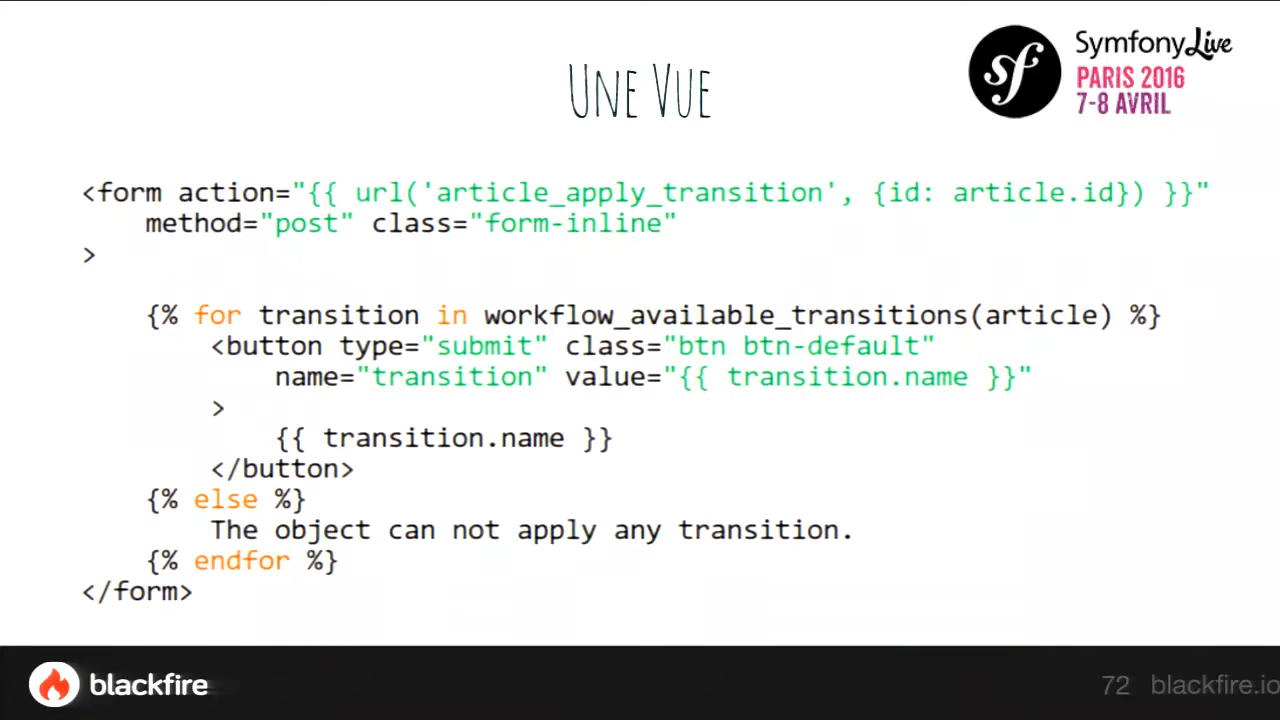 SymfonyLive
PARIS 2016
7-8 AVRIL
UNE VUE
<form action="{{ url('article_apply_transition', {id: article.id}) }}"
    method="post" class="form-inline"
>
    {% for transition in workflow_available_transitions(article) %}
        <button type="submit" class="btn btn-default"
            name="transition" value="{{ transition.name }}"
        >
            {{ transition.name }}
        </button>
    {% else %}
        The object can not apply any transition.
    {% endfor %}
</form>
blackfire
72 blackfire.io